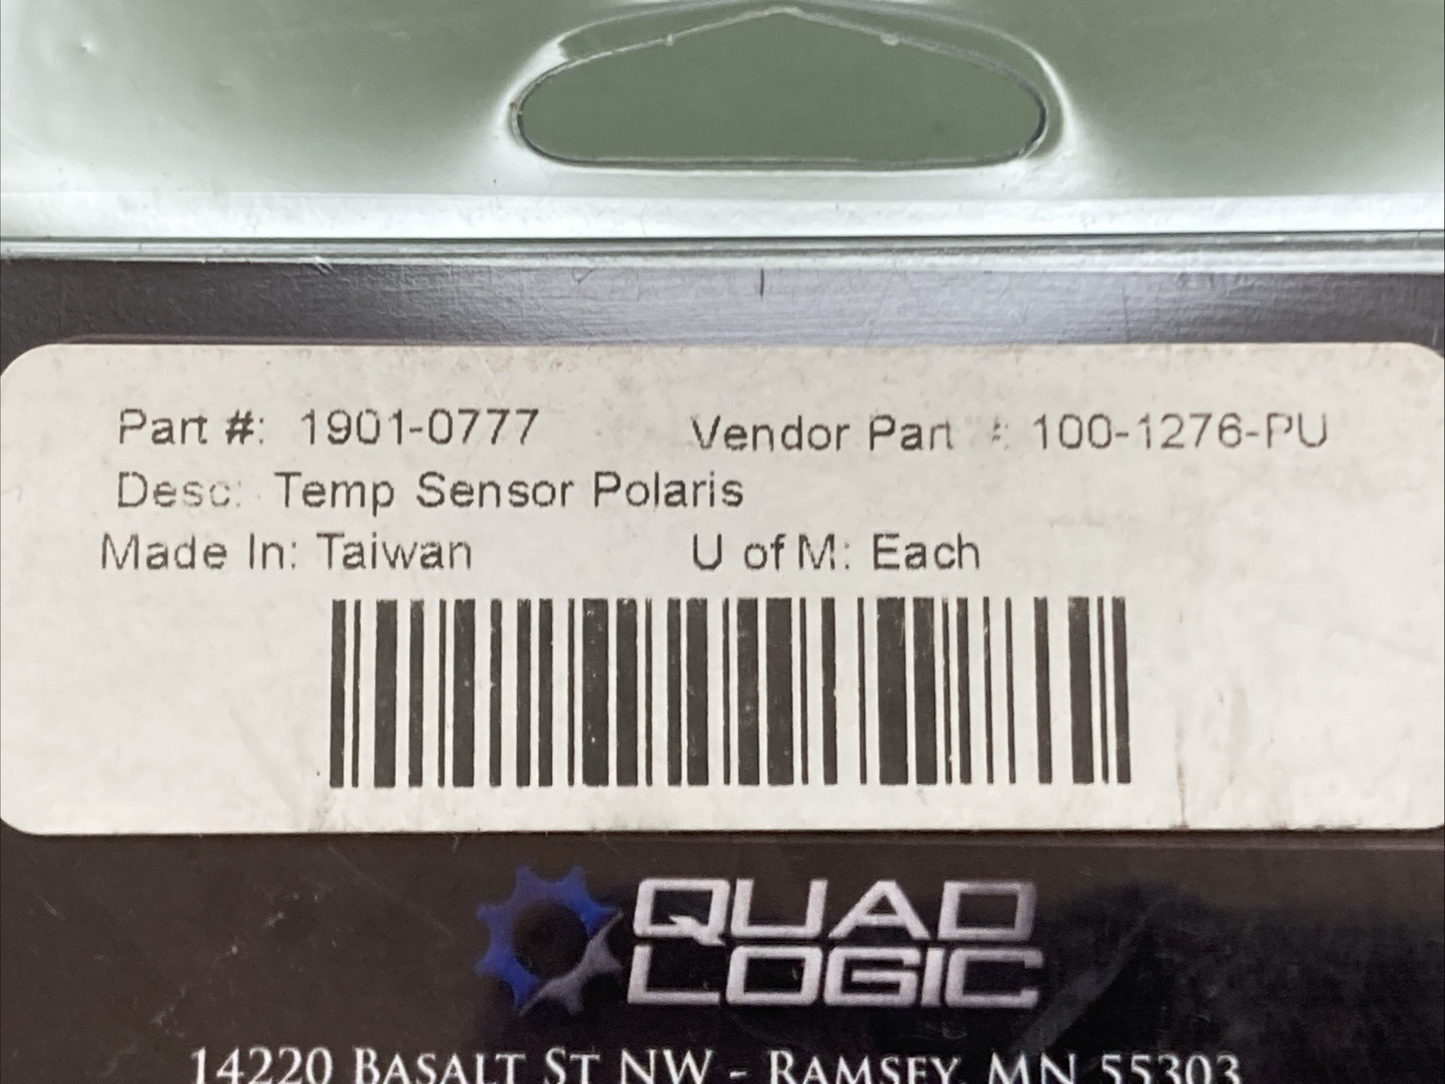 Part #: 1901-0777 Vendor Part #: 100-1276-PU
Desc: Temp Sensor Polaris
Made In: Taiwan U of M: Each
QUAD
LOGIC
14220 BASALT ST NW - RAMSEY, MN 55303